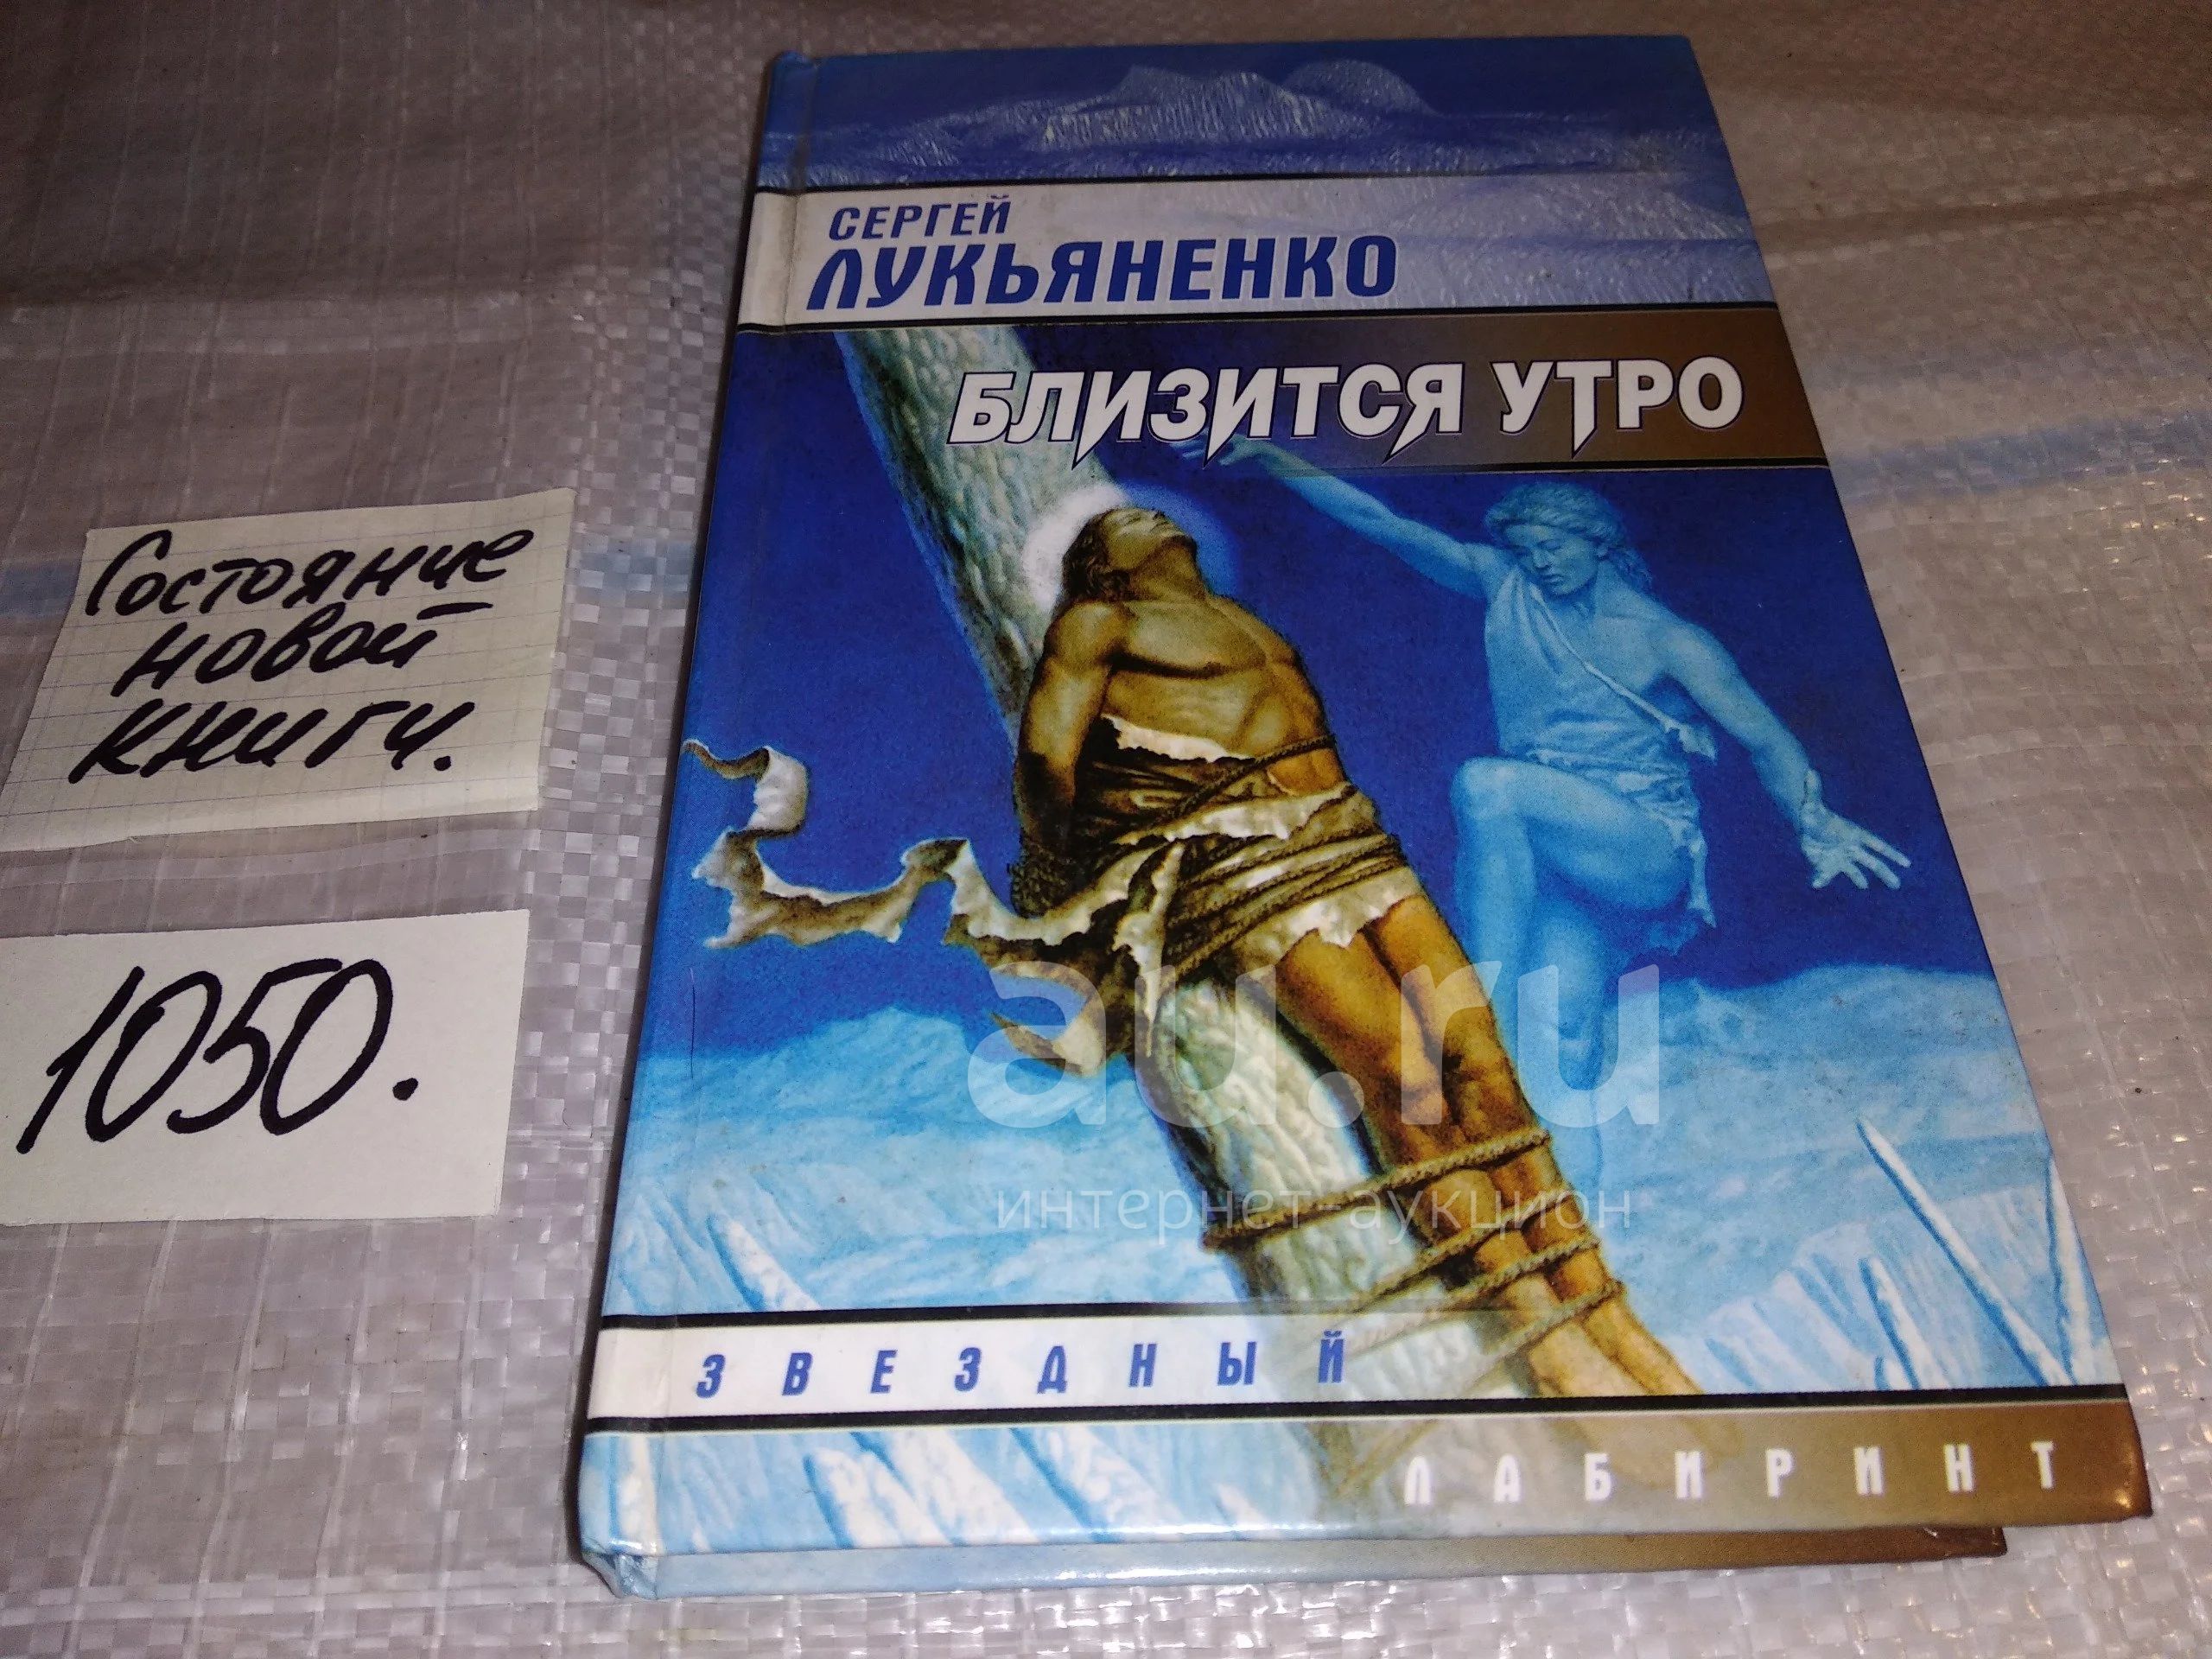 СЕРГЕЙ
ЛУКЬЯНЕНКО
БЛИЗИТСЯ УТРО
Состояние
новой
книги.
1050.
au.ru
интернет-аукцион
ЗВЕЗДНЫЙ
ЛАБИРИНТ